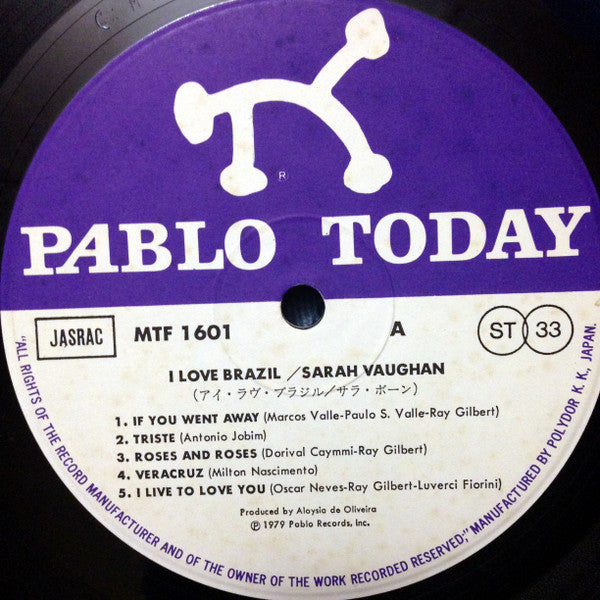 C M
®
PABLO TODAY
JASRAC MTF 1601 A ST 33
I LOVE BRAZIL /SARAH VAUGHAN
(アイ・ラヴ・ブラジル/サラ・ボーン)
1. IF YOU WENT AWAY (Marcos Valle-Paulo S. Valle-Ray Gilbert)
2. TRISTE (Antonio Jobim)
3. ROSES AND ROSES (Dorival Caymmi-Ray Gilbert)
4. VERACRUZ (Milton Nascimento)
5. I LIVE TO LOVE YOU (Oscar Neves-Ray Gilbert-Luverci Fiorini)
Produced by Aloysio de Oliveira
℗ 1979 Pablo Records, Inc.
"ALL RIGHTS OF THE RECORD MANUFACTURER AND OF THE OWNER OF THE WORK RECORDED RESERVED;" MANUFACTURED BY POLYDOR K. K., JAPAN.